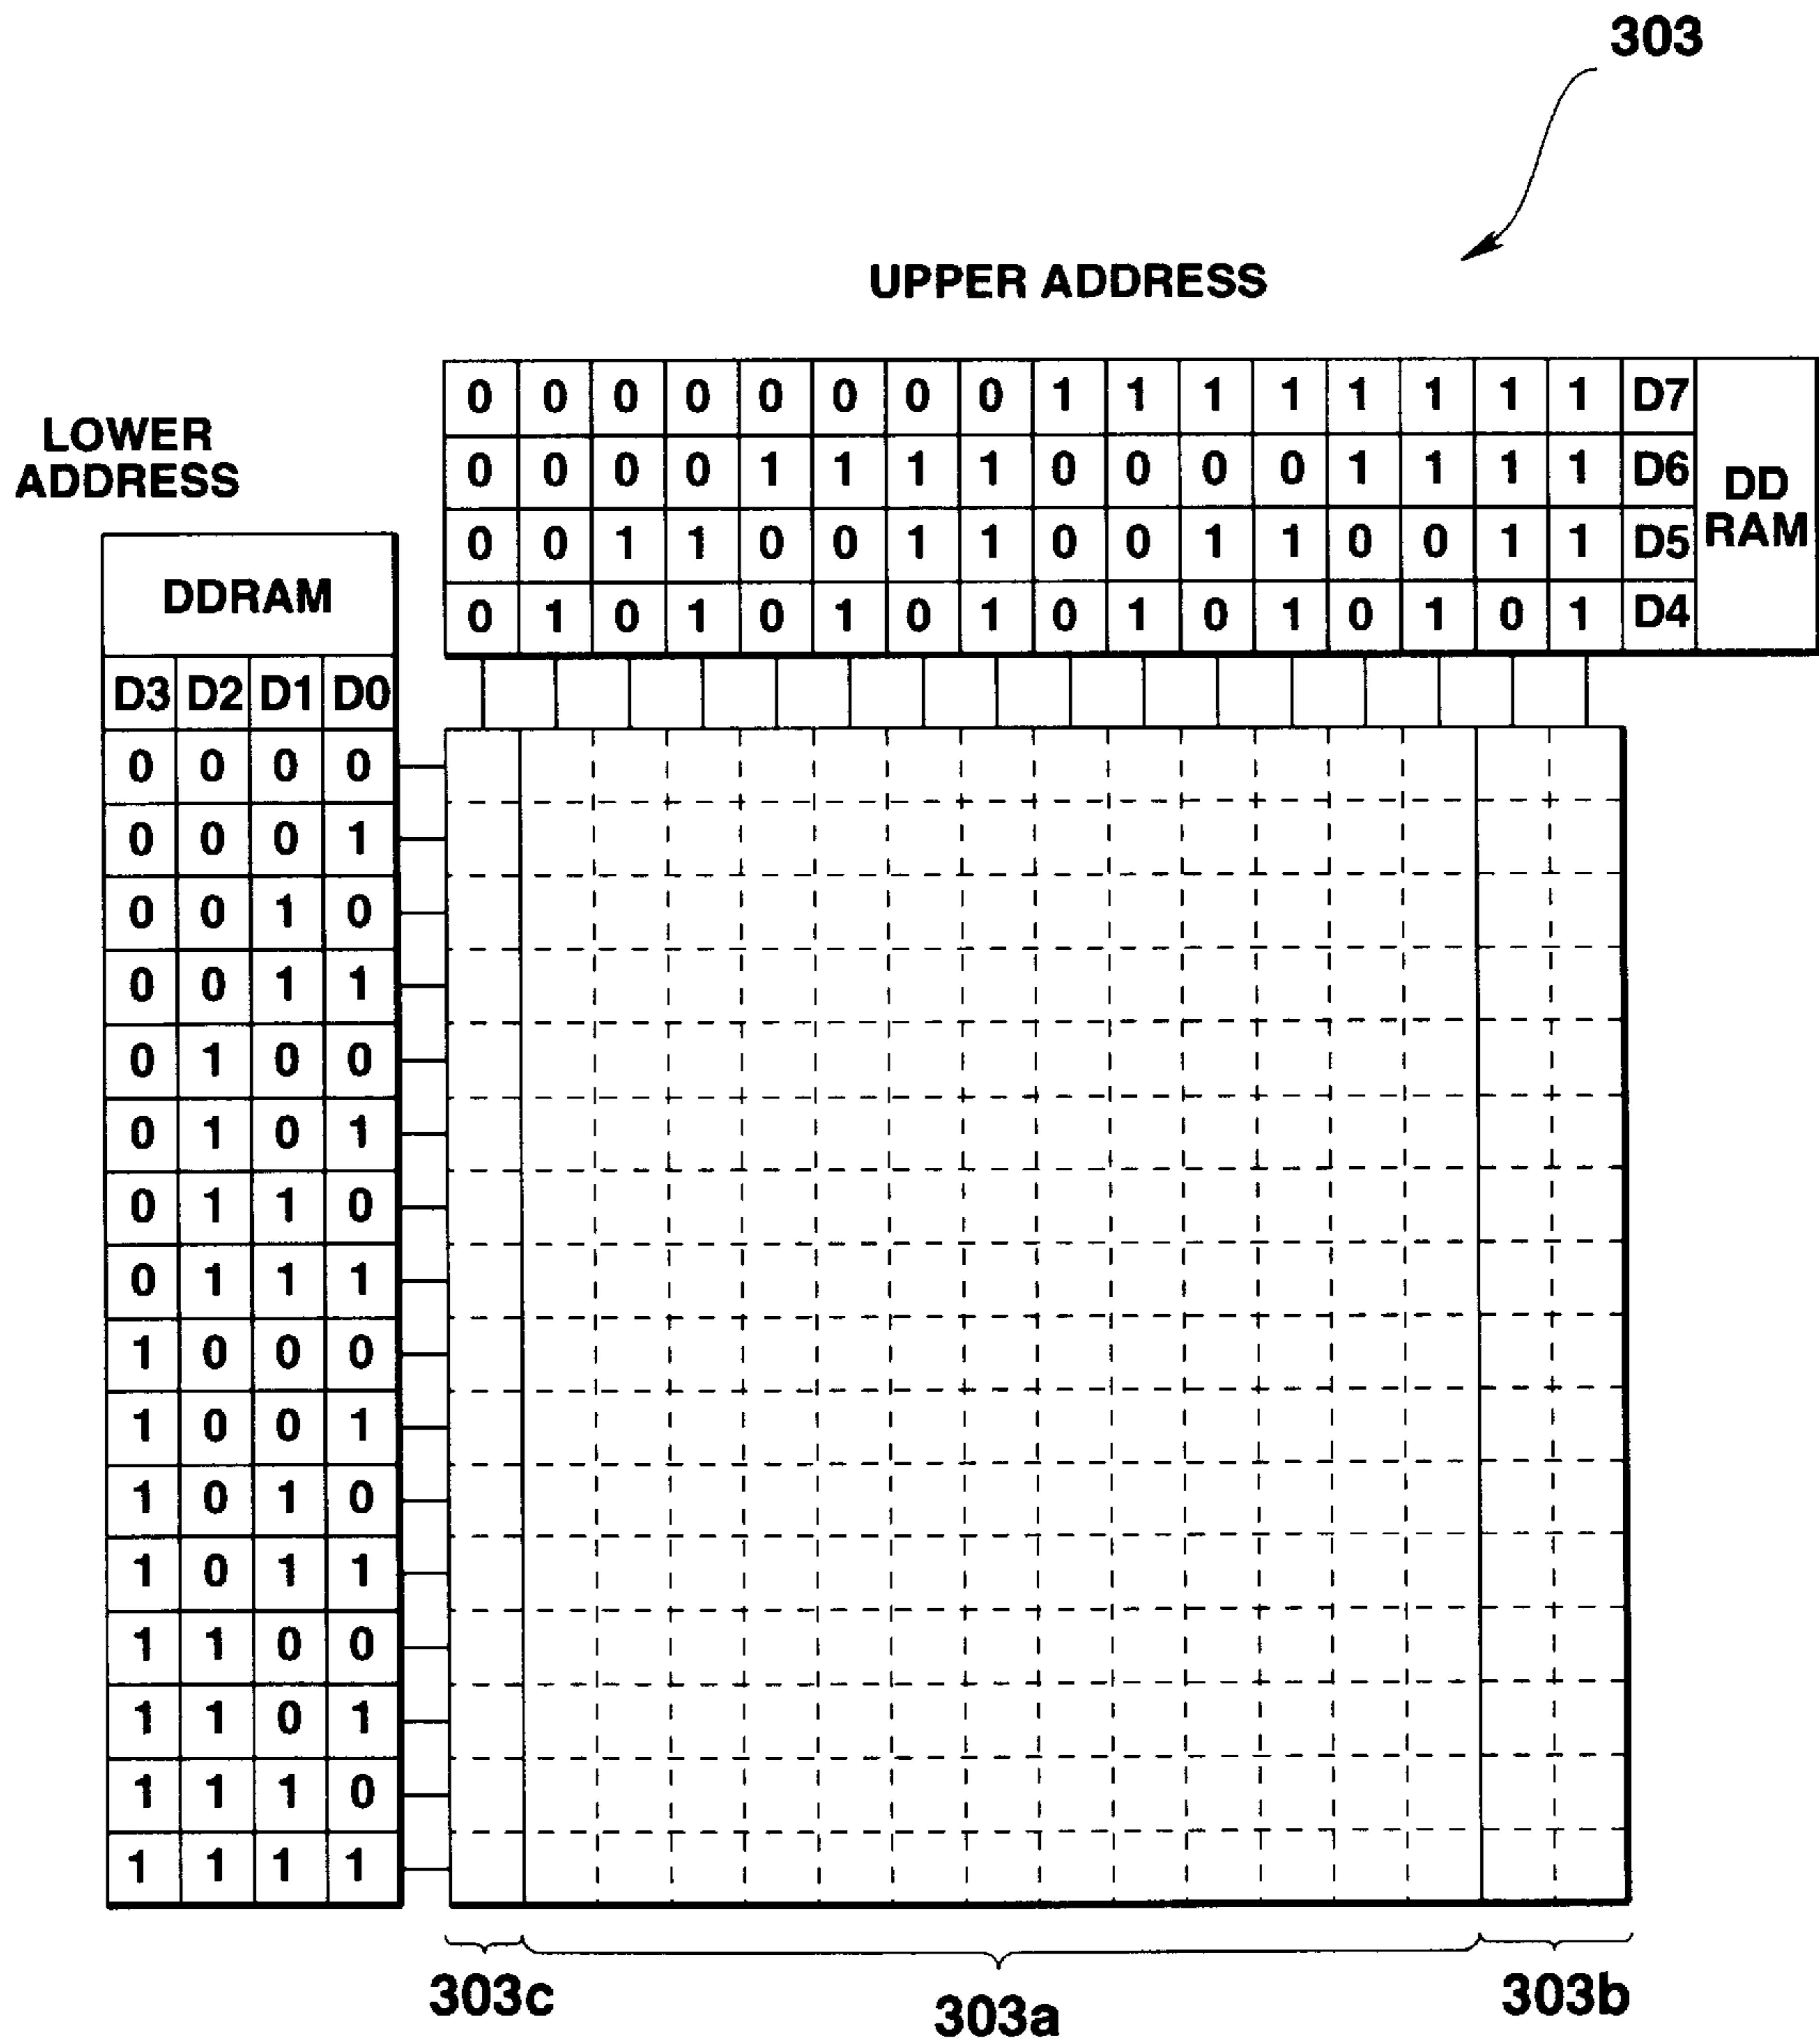 303
UPPER ADDRESS
0 0 0 0 0 0 0 0 1 1 1 1 1 1 1 1 D7
0 0 0 0 1 1 1 1 0 0 0 0 1 1 1 1 D6
0 0 1 1 0 0 1 1 0 0 1 1 0 0 1 1 D5
0 1 0 1 0 1 0 1 0 1 0 1 0 1 0 1 D4
DD
RAM
LOWER
ADDRESS
DDRAM
D3 D2 D1 D0
0 0 0 0
0 0 0 1
0 0 1 0
0 0 1 1
0 1 0 0
0 1 0 1
0 1 1 0
0 1 1 1
1 0 0 0
1 0 0 1
1 0 1 0
1 0 1 1
1 1 0 0
1 1 0 1
1 1 1 0
1 1 1 1
303c
303a
303b